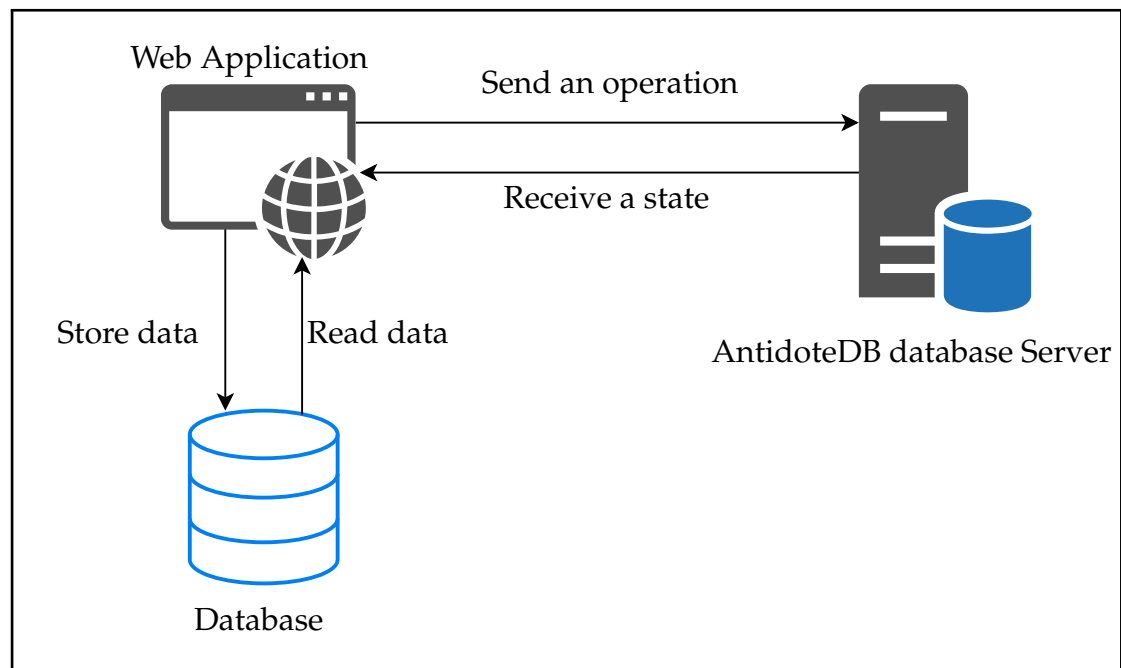 Web Application
Send an operation
Receive a state
Store data
Read data
AntidoteDB database Server
Database